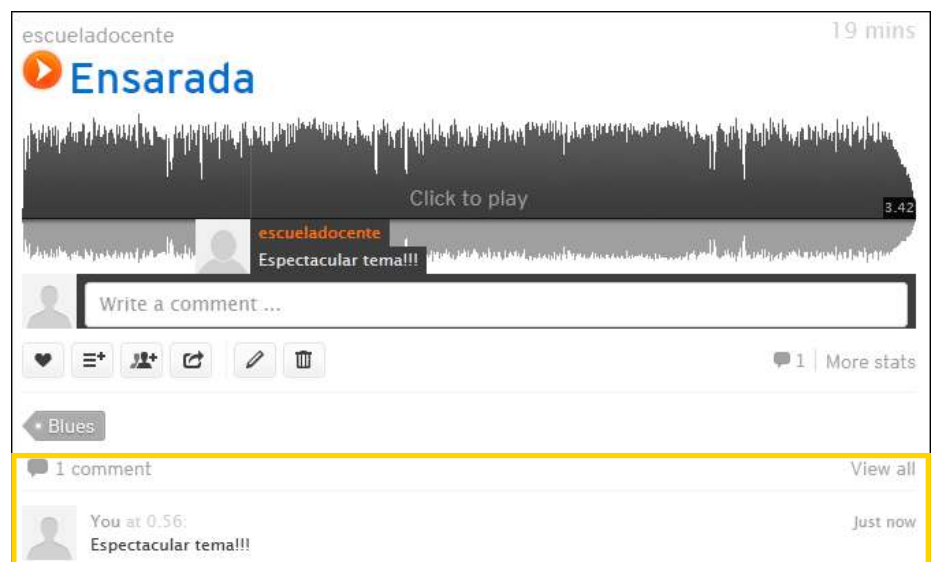 escueladocente
19 mins
Ensarada
Click to play
3.42
escueladocente
Espectacular tema!!!
Write a comment ...
1 More stats
Blues
1 comment
View all
You at 0.56:
Just now
Espectacular tema!!!